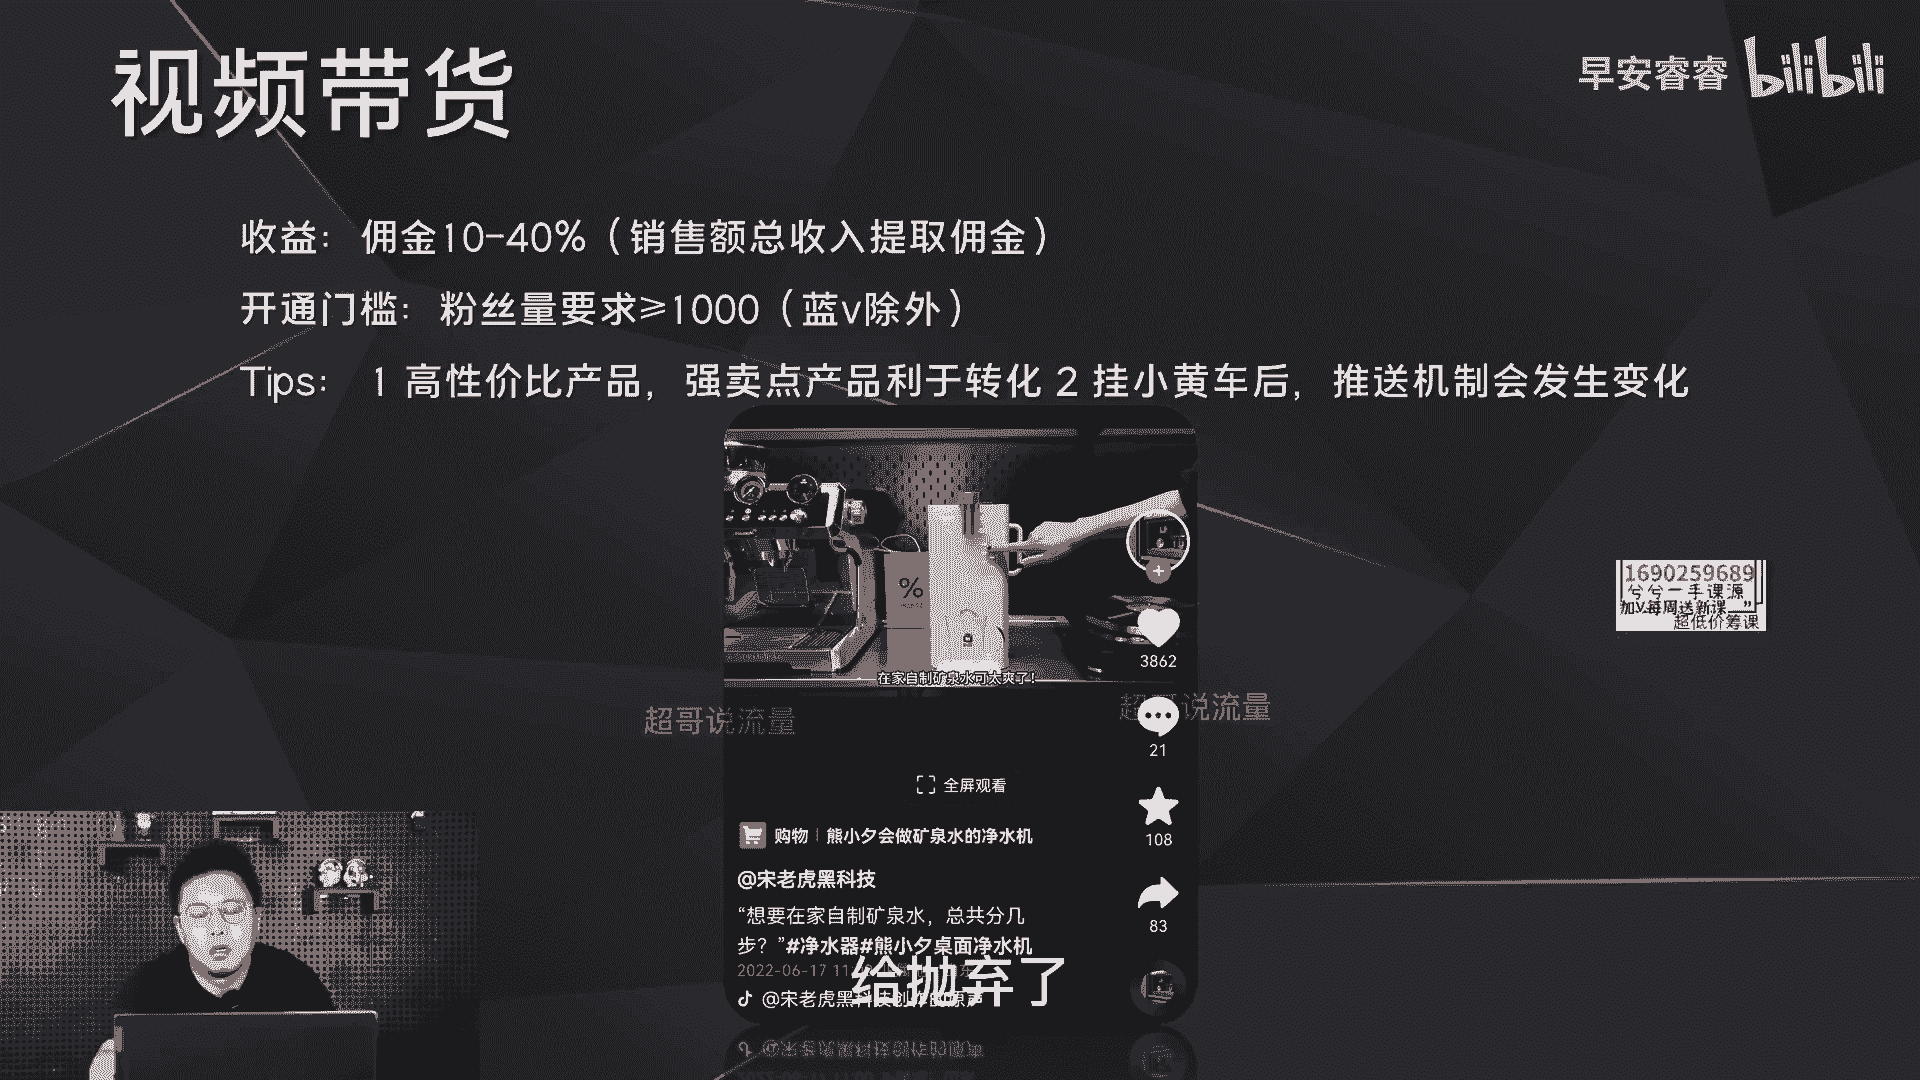 视频带货
早安睿睿 bilibili
收益： 佣金10-40%（销售额总收入提取佣金）
开通门槛： 粉丝量要求≥1000（蓝v除外）
Tips： 1 高性价比产品，强卖点产品利于转化 2 挂小黄车后，推送机制会发生变化
%
在家自制矿泉水可太爽了！
3862
21
108
83
1690259689
兮兮一手课源
加V每周送新课
超低价筹课
超哥说流量
超哥说流量
全屏观看
购物 | 熊小夕会做矿泉水的净水机
@宋老虎黑科技
“想要在家自制矿泉水，总共分几
步？”#净水器#熊小夕桌面净水机
2022-06-17 11
@宋老虎黑科技创作的原声
给抛弃了